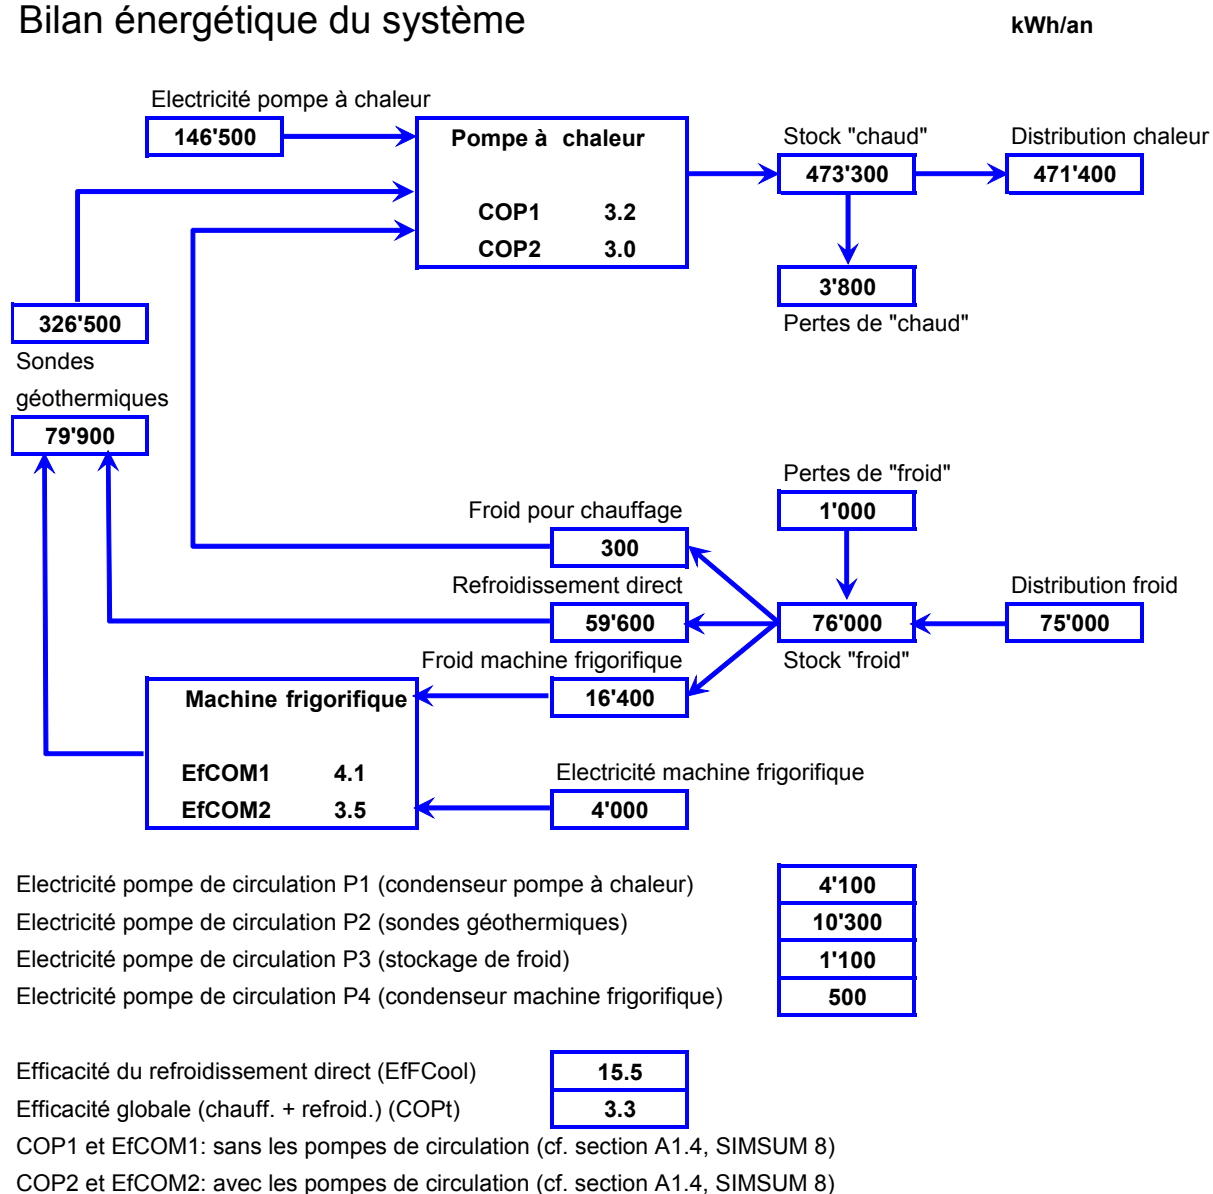 Bilan énergétique du système
kWh/an
Electricité pompe à chaleur
146'500
Pompe à chaleur
Stock "chaud"
Distribution chaleur
473'300
471'400
COP1 3.2
COP2 3.0
3'800
Pertes de "chaud"
326'500
Sondes
géothermiques
79'900
Pertes de "froid"
1'000
Froid pour chauffage
300
Refroidissement direct
Distribution froid
59'600
76'000
75'000
Froid machine frigorifique
Stock "froid"
16'400
Machine frigorifique
EfCOM1 4.1
EfCOM2 3.5
Electricité machine frigorifique
4'000
Electricité pompe de circulation P1 (condenseur pompe à chaleur) 4'100
Electricité pompe de circulation P2 (sondes géothermiques) 10'300
Electricité pompe de circulation P3 (stockage de froid) 1'100
Electricité pompe de circulation P4 (condenseur machine frigorifique) 500
Efficacité du refroidissement direct (EfFCool) 15.5
Efficacité globale (chauff. + refroid.) (COPt) 3.3
COP1 et EfCOM1: sans les pompes de circulation (cf. section A1.4, SIMSUM 8)
COP2 et EfCOM2: avec les pompes de circulation (cf. section A1.4, SIMSUM 8)